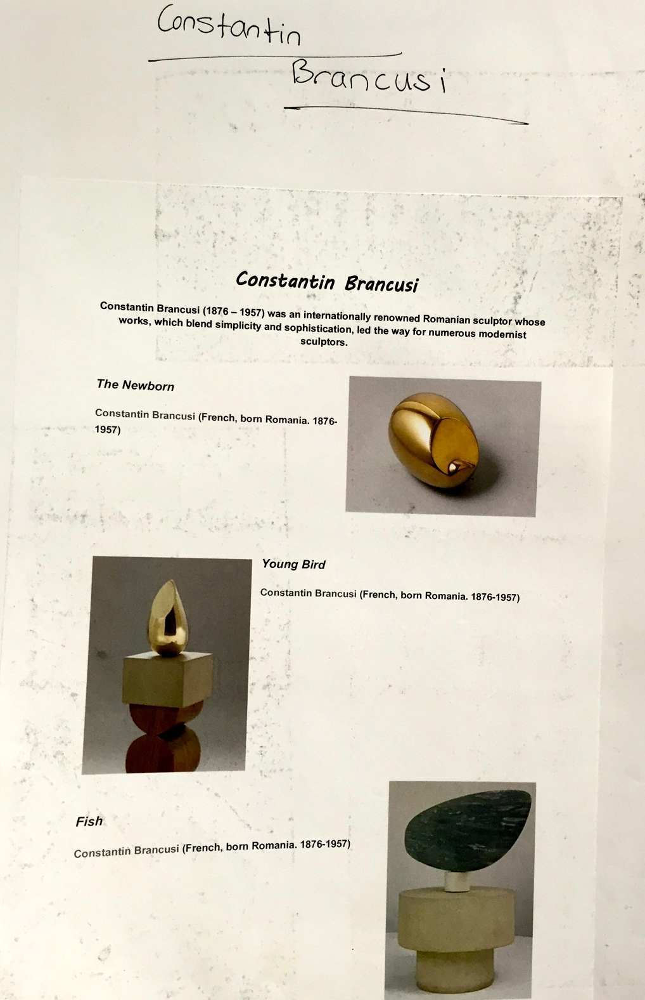 Constantin
Brancusi
Constantin Brancusi
Constantin Brancusi (1876 – 1957) was an internationally renowned Romanian sculptor whose
works, which blend simplicity and sophistication, led the way for numerous modernist
sculptors.
The Newborn
Constantin Brancusi (French, born Romania. 1876-
1957)
Young Bird
Constantin Brancusi (French, born Romania. 1876-1957)
Fish
Constantin Brancusi (French, born Romania. 1876-1957)